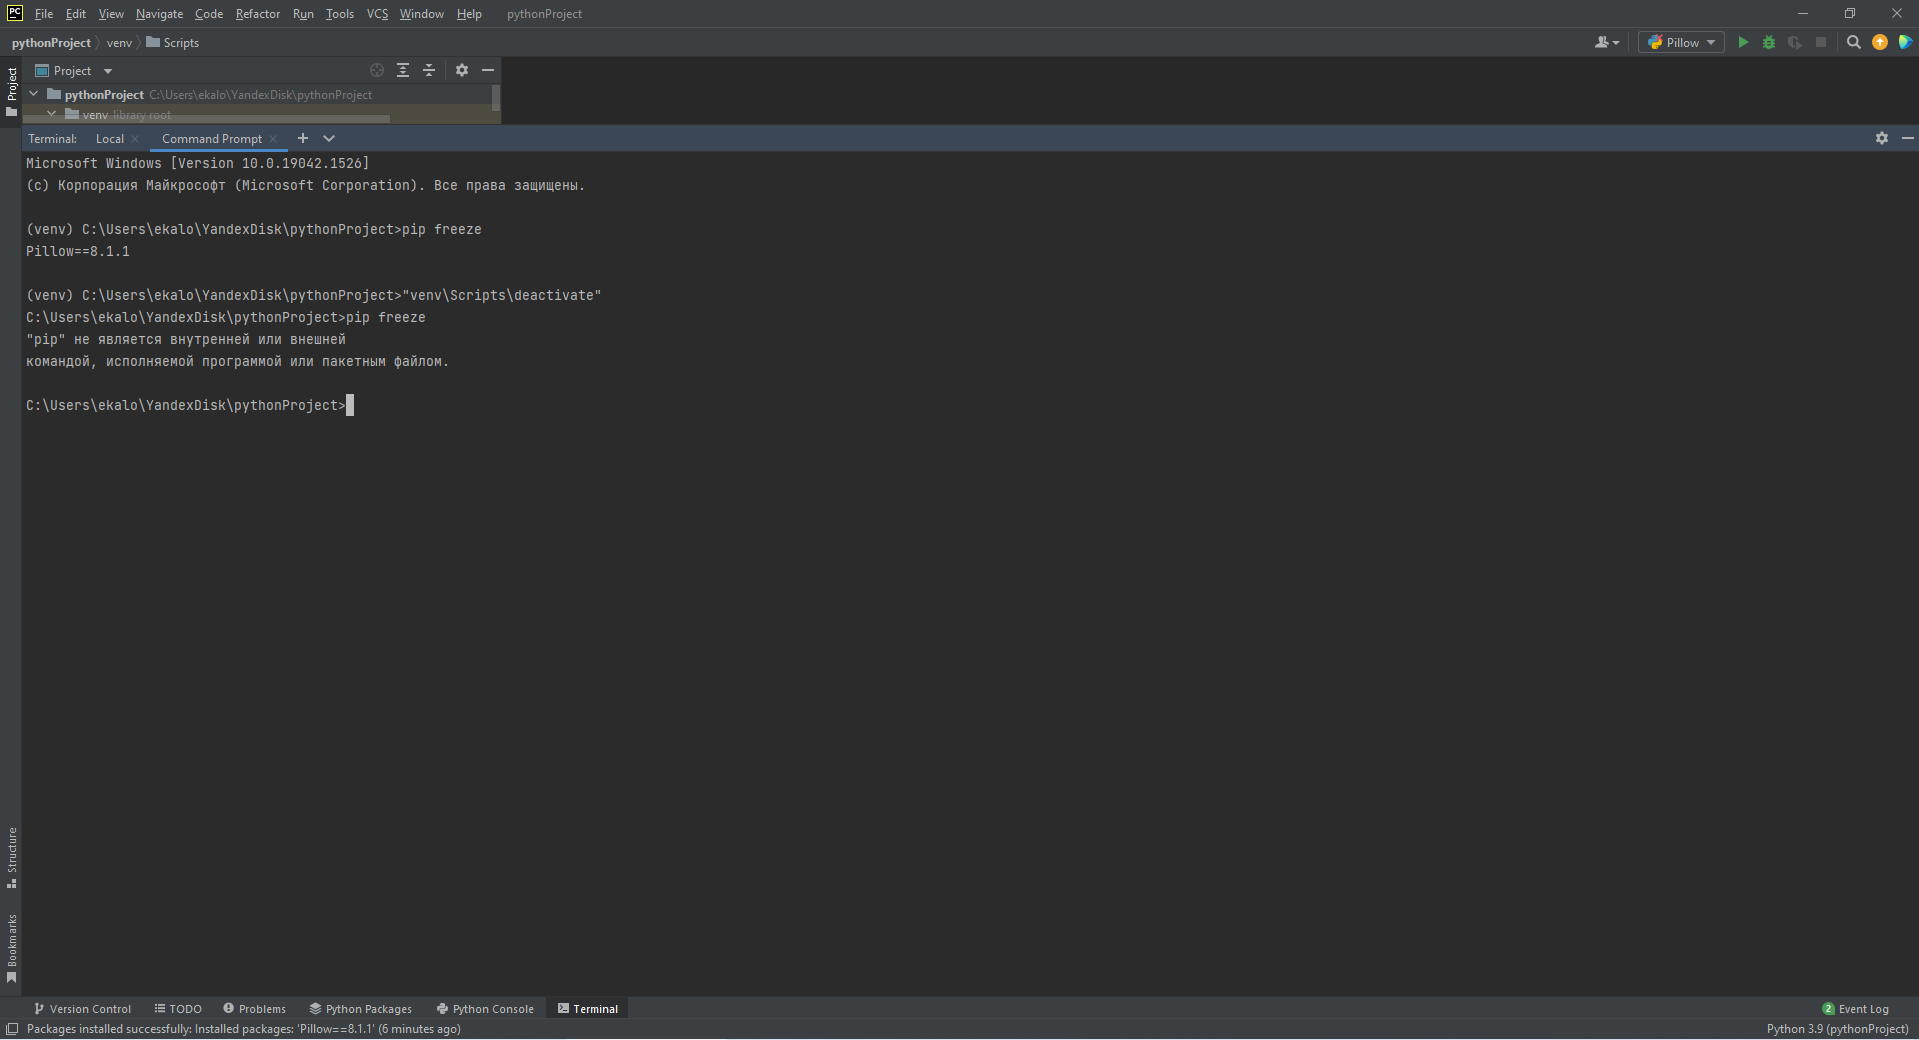 PC File Edit View Navigate Code Refactor Run Tools VCS Window Help pythonProject
pythonProject venv Scripts Pillow
Project
Project
pythonProject C:\Users\ekalo\YandexDisk\pythonProject
venv library root
Terminal: Local Command Prompt
Microsoft Windows [Version 10.0.19042.1526]
(c) Корпорация Майкрософт (Microsoft Corporation). Все права защищены.
(venv) C:\Users\ekalo\YandexDisk\pythonProject>pip freeze
Pillow==8.1.1
(venv) C:\Users\ekalo\YandexDisk\pythonProject>"venv\Scripts\deactivate"
C:\Users\ekalo\YandexDisk\pythonProject>pip freeze
"pip" не является внутренней или внешней
командой, исполняемой программой или пакетным файлом.
C:\Users\ekalo\YandexDisk\pythonProject>
Structure
Bookmarks
Version Control TODO Problems Python Packages Python Console Terminal 2 Event Log
Packages installed successfully: Installed packages: 'Pillow==8.1.1' (6 minutes ago) Python 3.9 (pythonProject)